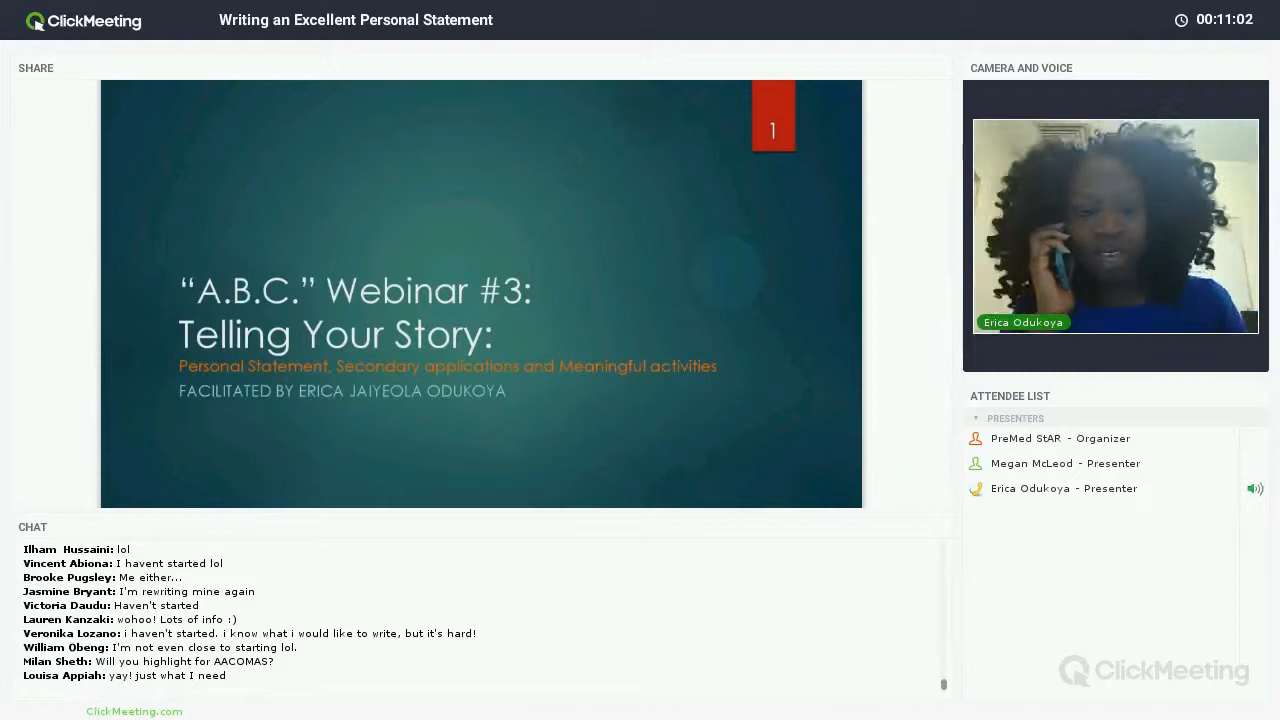 ClickMeeting
Writing an Excellent Personal Statement
00:11:02
SHARE
1
“A.B.C.” Webinar #3:
Telling Your Story:
Personal Statement, Secondary applications and Meaningful activities
FACILITATED BY ERICA JAIYEOLA ODUKOYA
CAMERA AND VOICE
Erica Odukoya
ATTENDEE LIST
PRESENTERS
PreMed StAR - Organizer
Megan McLeod - Presenter
Erica Odukoya - Presenter
CHAT
Ilham Hussaini: lol
Vincent Abiona: I havent started lol
Brooke Pugsley: Me either...
Jasmine Bryant: I'm rewriting mine again
Victoria Daudu: Haven't started
Lauren Kanzaki: wohoo! Lots of info :)
Veronika Lozano: i haven't started. i know what i would like to write, but it's hard!
William Obeng: I'm not even close to starting lol.
Milan Sheth: Will you highlight for AACOMAS?
Louisa Appiah: yay! just what I need
ClickMeeting
ClickMeeting.com